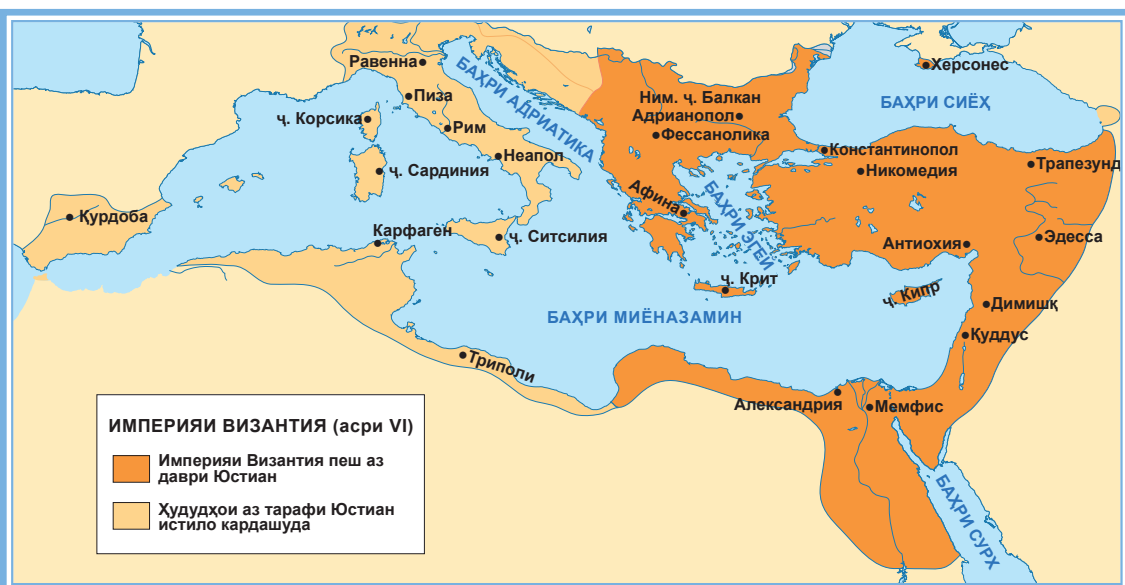 Равенна
Пиза
ҷ. Корсика
Рим
Неапол
ҷ. Сардиния
Қурдоба
Карфаген
ҷ. Ситсилия
БАҲРИ АДРИАТИКА
Ним. ҷ. Балкан
Адрианопол
Фессанолика
Херсонес
БАҲРИ СИЁҲ
Константинопол
Никомедия
Трапезунд
Афина
БАҲРИ ЭГЕЙ
Антиохия
Эдесса
ҷ. Крит
ҷ. Кипр
Димишқ
БАҲРИ МИЁНАЗАМИН
Қуддус
Триполи
Александрия
Мемфис
БАҲРИ СУРХ
ИМПЕРИЯИ ВИЗАНТИЯ (асри VI)
Империяи Византия пеш аз
даври Юстиан
Ҳудудҳои аз тарафи Юстиан
истило кардашуда